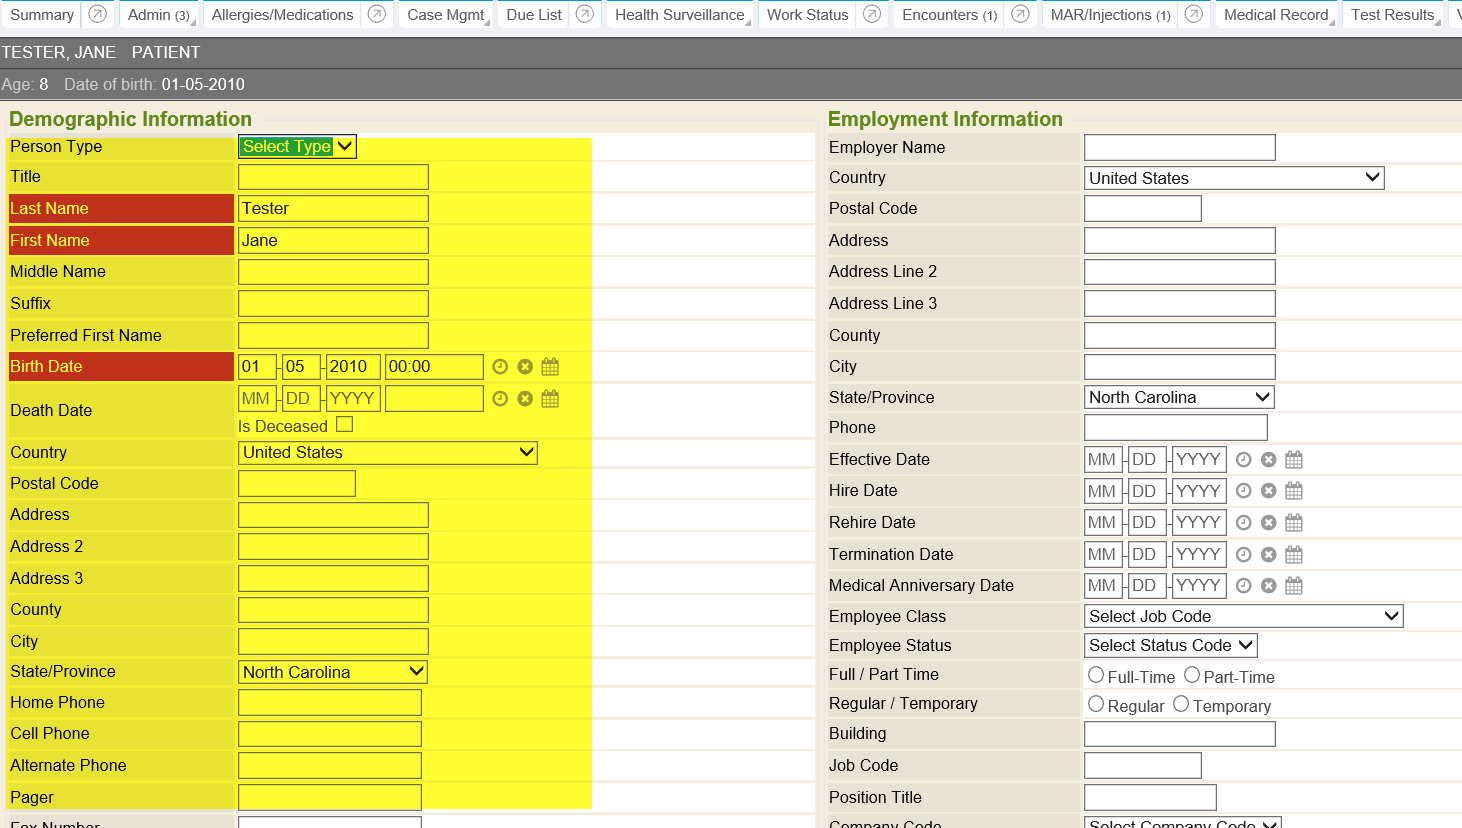 Summary Admin (3) Allergies/Medications Case Mgmt Due List Health Surveillance Work Status Encounters (1) MAR/Injections (1) Medical Record Test Results
TESTER, JANE PATIENT
Age: 8 Date of birth: 01-05-2010
Demographic Information
Person Type Select Type
Title
Last Name Tester
First Name Jane
Middle Name
Suffix
Preferred First Name
Birth Date 01 - 05 - 2010 00:00
Death Date MM - DD - YYYY
Is Deceased
Country United States
Postal Code
Address
Address 2
Address 3
County
City
State/Province North Carolina
Home Phone
Cell Phone
Alternate Phone
Pager
Fax Number
Employment Information
Employer Name
Country United States
Postal Code
Address
Address Line 2
Address Line 3
County
City
State/Province North Carolina
Phone
Effective Date MM - DD - YYYY
Hire Date MM - DD - YYYY
Rehire Date MM - DD - YYYY
Termination Date MM - DD - YYYY
Medical Anniversary Date MM - DD - YYYY
Employee Class Select Job Code
Employee Status Select Status Code
Full / Part Time Full-Time Part-Time
Regular / Temporary Regular Temporary
Building
Job Code
Position Title
Company Code Select Company Code